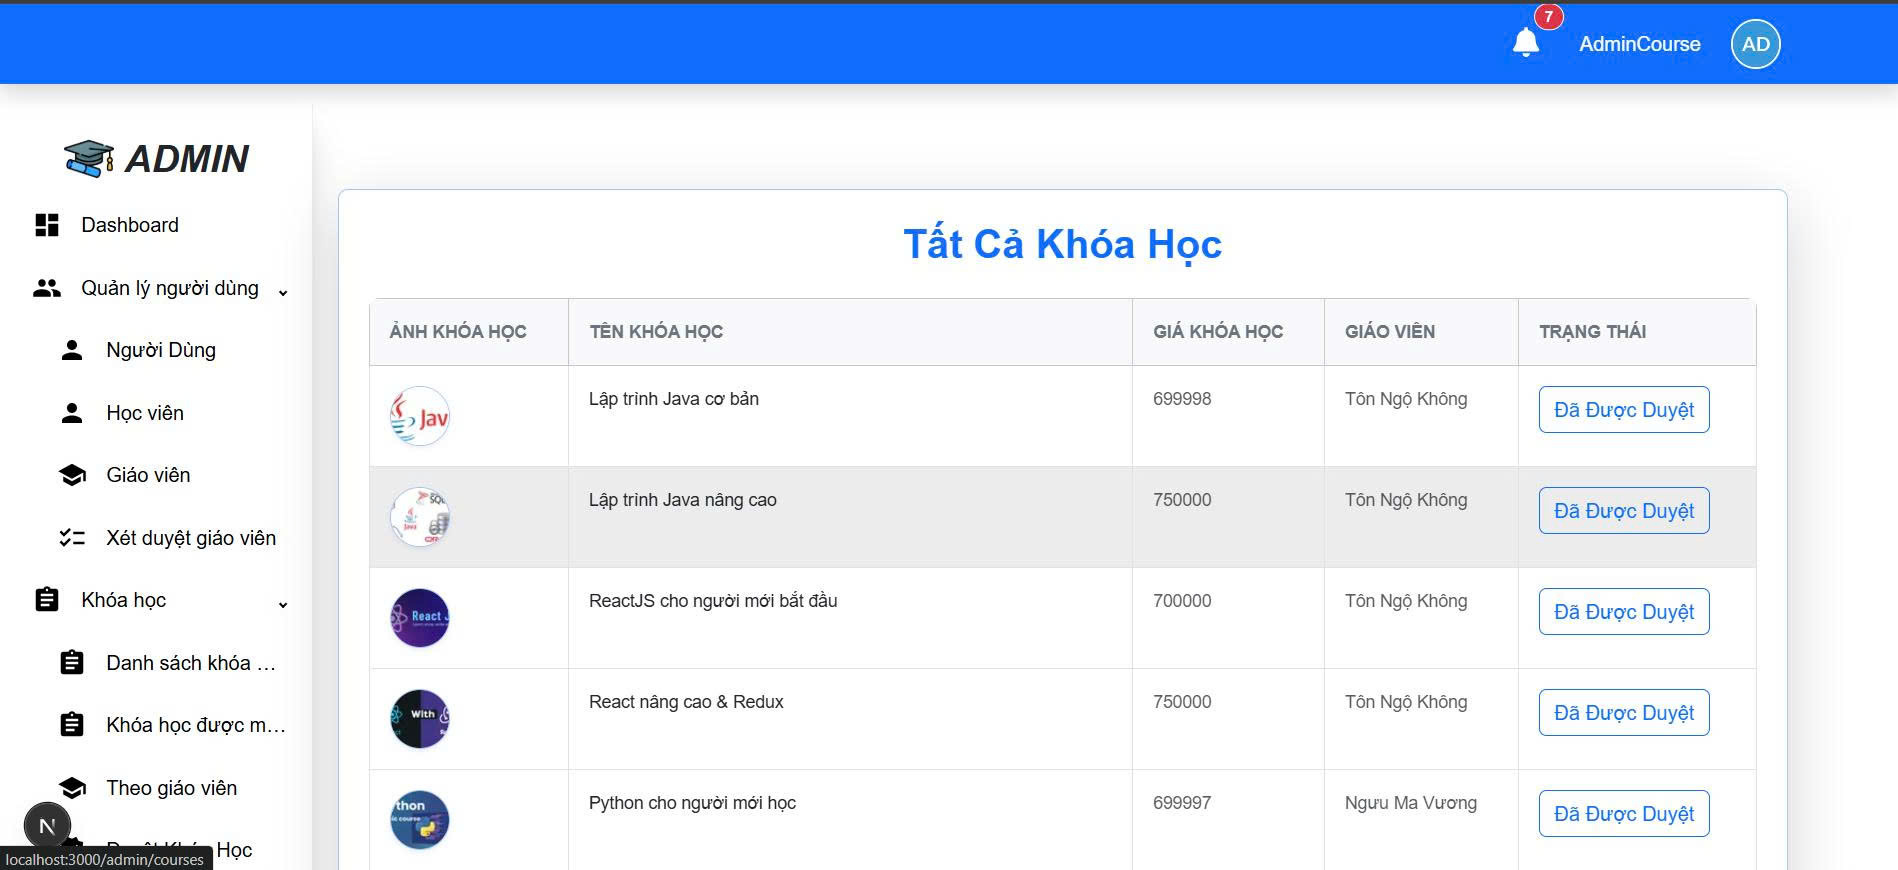 7
AdminCourse
AD
ADMIN
Dashboard
Quản lý người dùng
Người Dùng
Học viên
Giáo viên
Xét duyệt giáo viên
Khóa học
Danh sách khóa ...
Khóa học được m...
Theo giáo viên
Học
N
localhost:3000/admin/courses
Tất Cả Khóa Học
ẢNH KHÓA HỌC TÊN KHÓA HỌC GIÁ KHÓA HỌC GIÁO VIÊN TRẠNG THÁI
Jav
Lập trình Java cơ bản 699998 Tôn Ngộ Không Đã Được Duyệt
Lập trình Java nâng cao 750000 Tôn Ngộ Không Đã Được Duyệt
React
ReactJS cho người mới bắt đầu 700000 Tôn Ngộ Không Đã Được Duyệt
With
React nâng cao & Redux 750000 Tôn Ngộ Không Đã Được Duyệt
thon
Python cho người mới học 699997 Ngưu Ma Vương Đã Được Duyệt